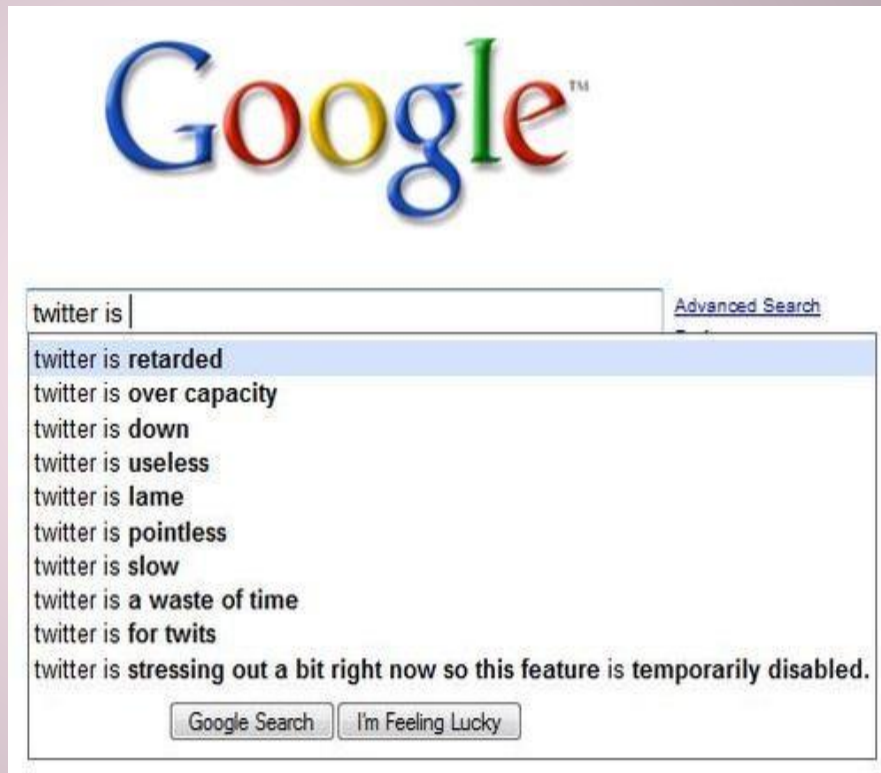 Google™
twitter is
Advanced Search
twitter is retarded
twitter is over capacity
twitter is down
twitter is useless
twitter is lame
twitter is pointless
twitter is slow
twitter is a waste of time
twitter is for twits
twitter is stressing out a bit right now so this feature is temporarily disabled.
Google Search
I'm Feeling Lucky